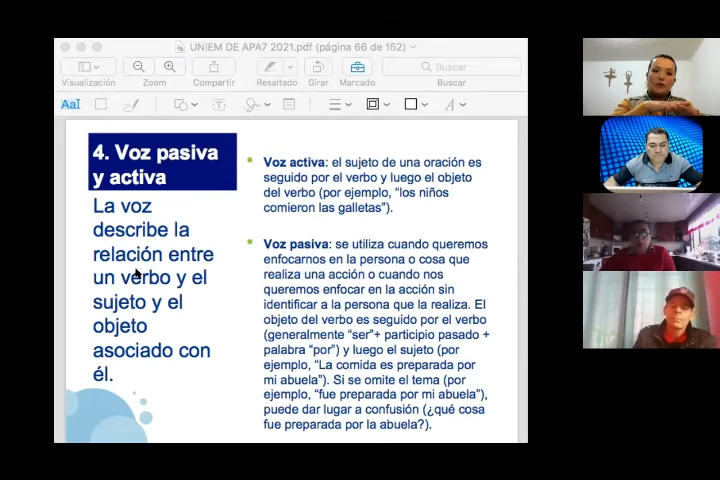 UNIEM DE APA7 2021.pdf (página 66 de 152)
Visualización
Zoom
Compartir
Resaltado
Girar
Marcado
Buscar
Buscar
AaI
T
A
4. Voz pasiva
y activa
La voz
describe la
relación entre
un verbo y el
sujeto y el
objeto
asociado con
él.
Voz activa: el sujeto de una oración es
seguido por el verbo y luego el objeto
del verbo (por ejemplo, “los niños
comieron las galletas”).
Voz pasiva: se utiliza cuando queremos
enfocarnos en la persona o cosa que
realiza una acción o cuando nos
queremos enfocar en la acción sin
identificar a la persona que la realiza. El
objeto del verbo es seguido por el verbo
(generalmente “ser”+ participio pasado +
palabra “por”) y luego el sujeto (por
ejemplo, “La comida es preparada por
mi abuela”). Si se omite el tema (por
ejemplo, “fue preparada por mi abuela”),
puede dar lugar a confusión (¿qué cosa
fue preparada por la abuela?).